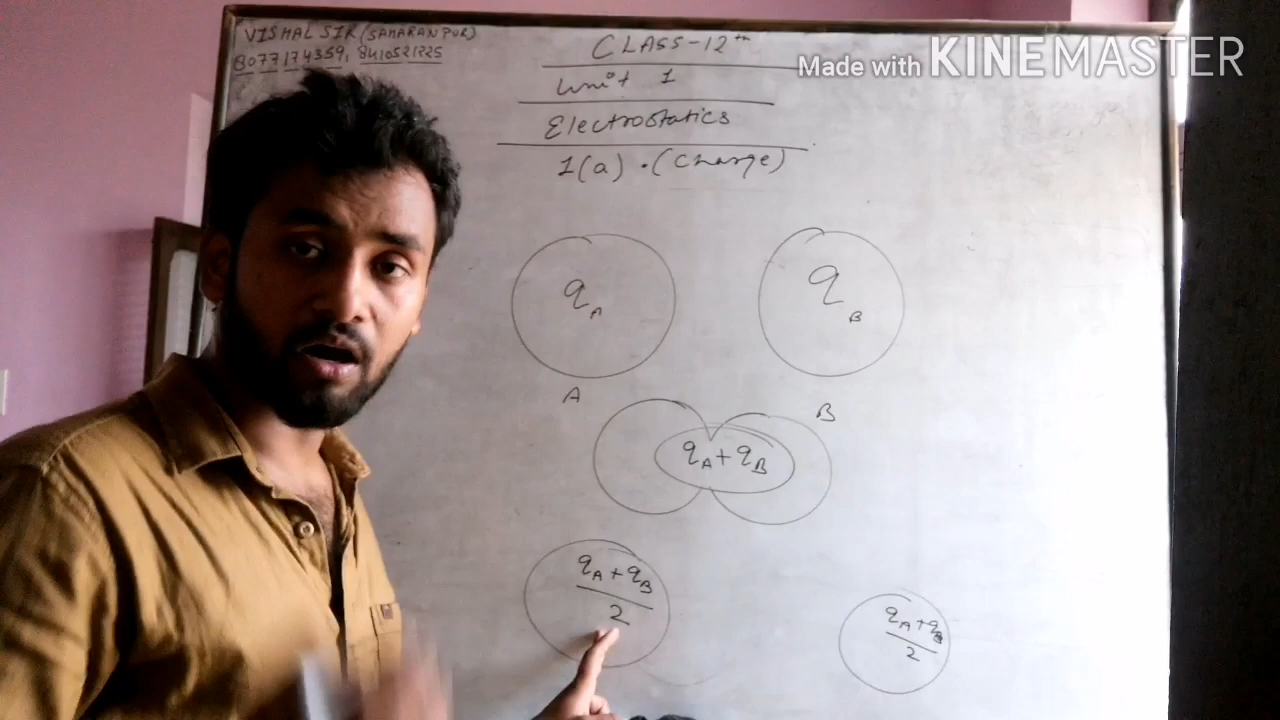 VISHAL SIR (SAHARANPUR)
8077174359, 8410521225
CLASS-12th
Unit 1
Electrostatics
1(a) . (Charge)
Made with KINEMASTER
qA
qB
A
B
qA + qB
qA + qB
2
qA + qB
2